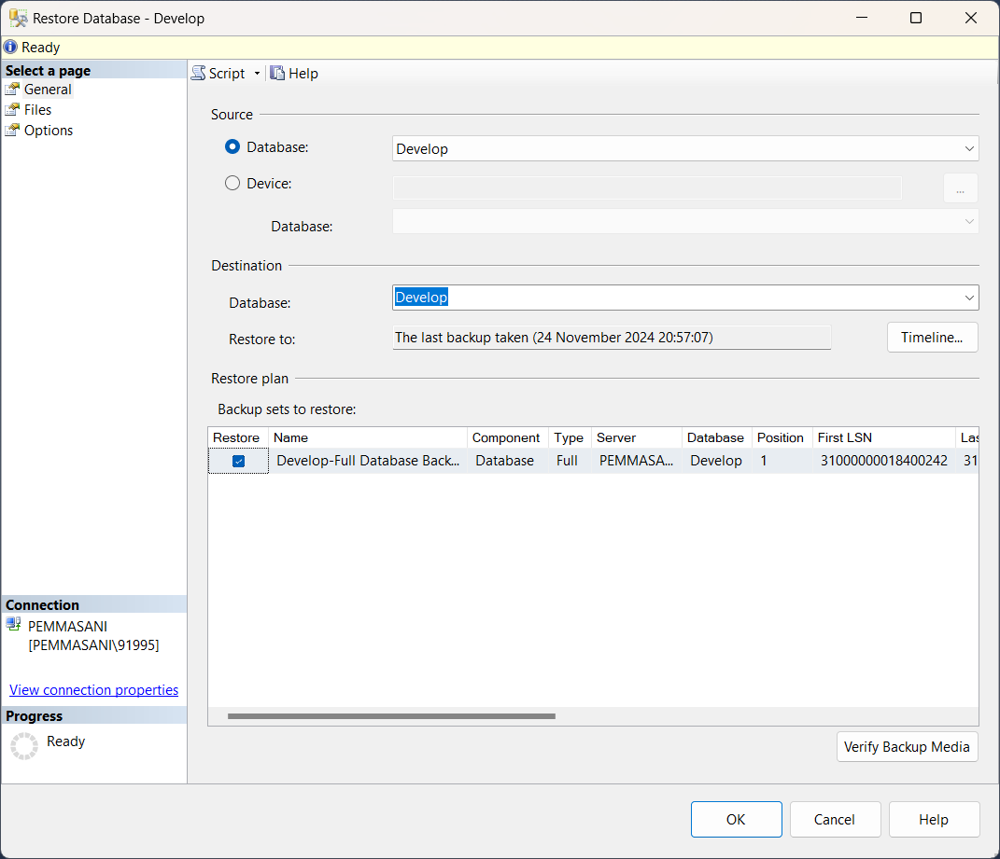 Restore Database - Develop
Ready
Select a page
General
Files
Options
Script
Help
Source
Database:
Develop
Device:
...
Database:
Destination
Database:
Develop
Restore to:
The last backup taken (24 November 2024 20:57:07)
Timeline...
Restore plan
Backup sets to restore:
Restore Name Component Type Server Database Position First LSN Las
Develop-Full Database Back... Database Full PEMMASA... Develop 1 31000000018400242 31
Verify Backup Media
Connection
PEMMASANI
[PEMMASANI\91995]
View connection properties
Progress
Ready
OK
Cancel
Help